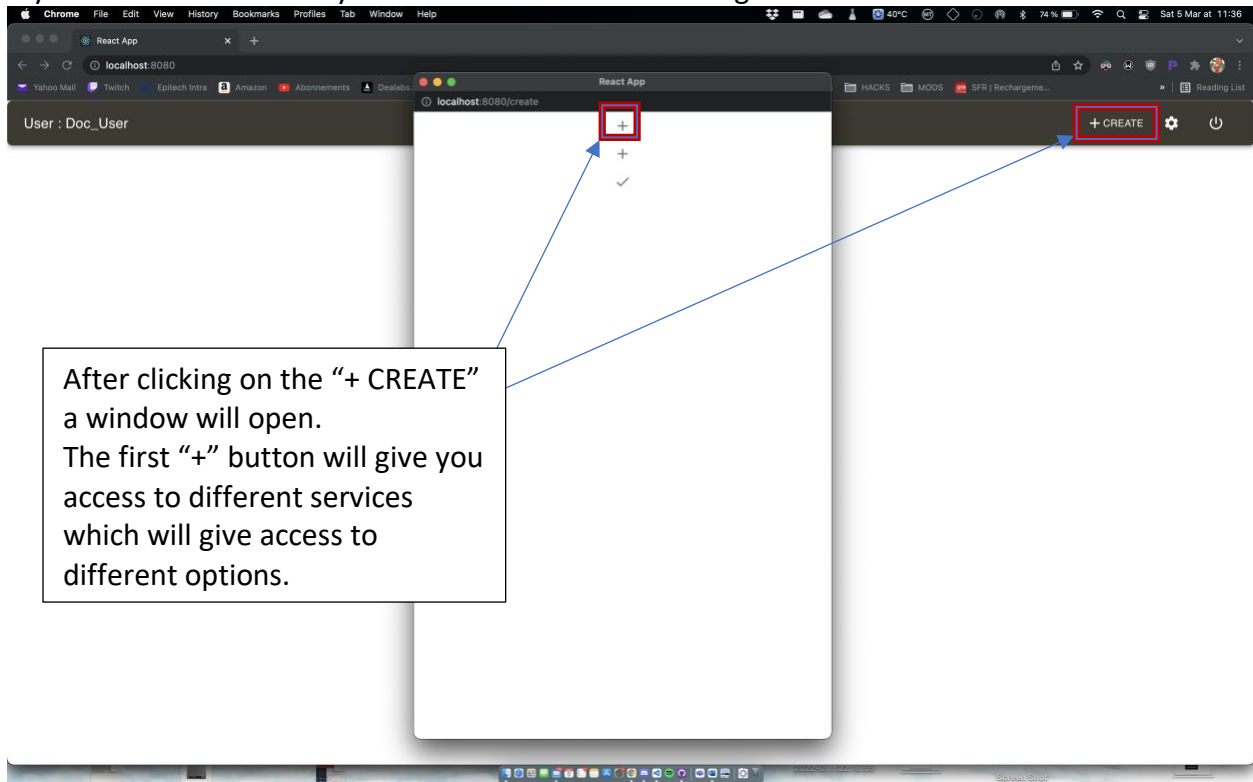 Chrome File Edit View History Bookmarks Profiles Tab Window Help 40°C 74 % Sat 5 Mar at 11:36
React App
localhost:8080
Yahoo Mail Twitch Epitech Intra Amazon Abonnements Dealabs HACKS MODS SFR | Rechargeme... » Reading List
React App
localhost:8080/create
User : Doc_User
+ CREATE
After clicking on the “+ CREATE”
a window will open.
The first “+” button will give you
access to different services
which will give access to
different options.
Screen Shot